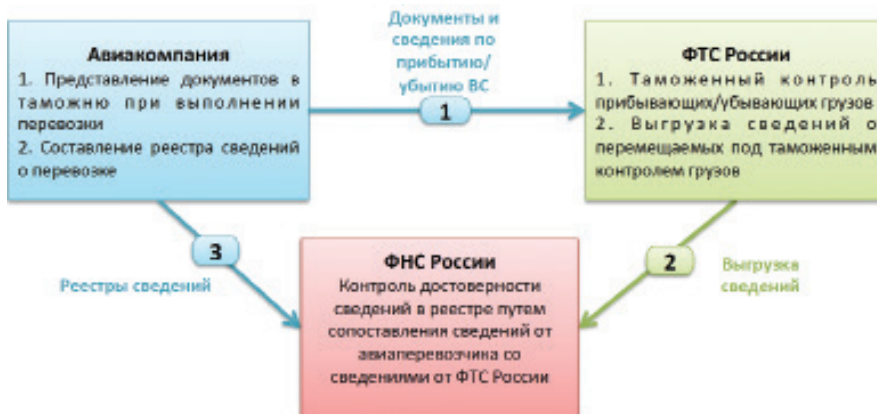 Документы и
сведения по
прибытию/
убытию ВС
1
Авиакомпания
1. Представление документов в
таможню при выполнении
перевозки
2. Составление реестра сведений
о перевозке
ФТС России
1. Таможенный контроль
прибывающих/убывающих грузов
2. Выгрузка сведений о
перемещаемых под таможенным
контролем грузов
3
Реестры сведений
2
Выгрузка
сведений
ФНС России
Контроль достоверности
сведений в реестре путем
сопоставления сведений от
авиаперевозчика со
сведениями от ФТС России